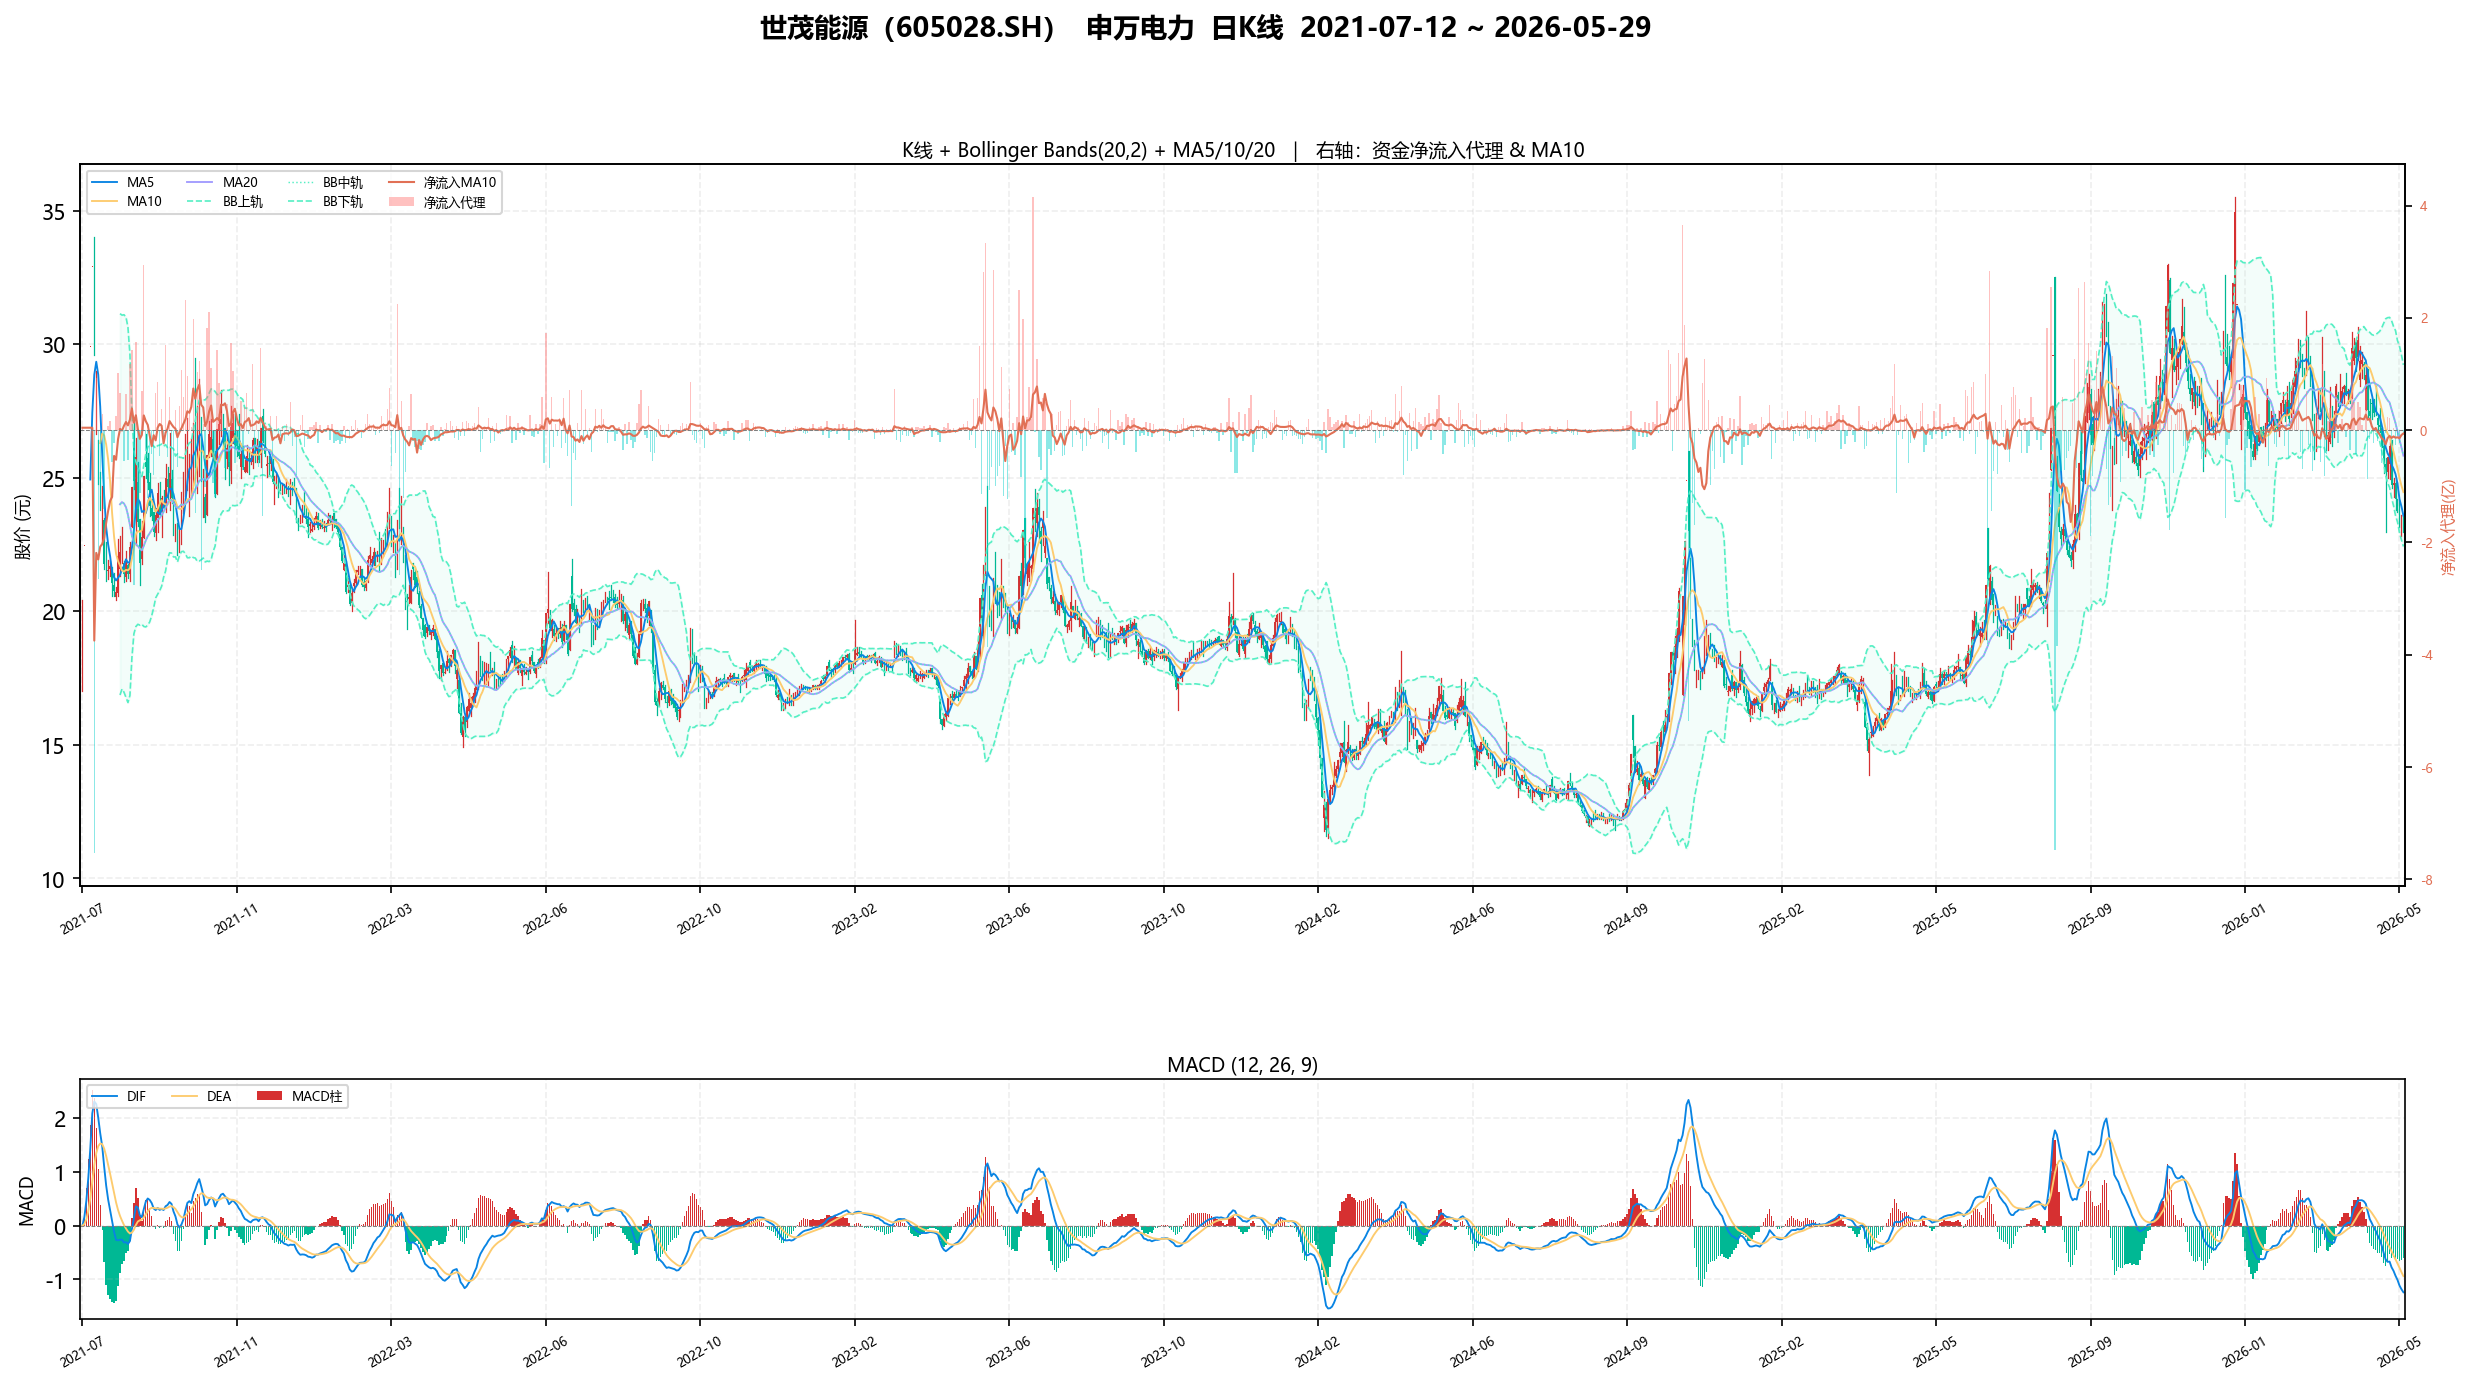 世茂能源（605028.SH） 申万电力 日K线 2021-07-12 ~ 2026-05-29
K线 + Bollinger Bands(20,2) + MA5/10/20 | 右轴：资金净流入代理 & MA10
MA5 MA20 BB中轨 净流入MA10
MA10 BB上轨 BB下轨 净流入代理
股价 (元)
35
30
25
20
15
10
4
2
0
-2
-4
-6
-8
净流入代理(亿)
2021-07 2021-11 2022-03 2022-06 2022-10 2023-02 2023-06 2023-10 2024-02 2024-06 2024-09 2025-02 2025-05 2025-09 2026-01 2026-05
MACD (12, 26, 9)
DIF DEA MACD柱
MACD
2
1
0
-1
2021-07 2021-11 2022-03 2022-06 2022-10 2023-02 2023-06 2023-10 2024-02 2024-06 2024-09 2025-02 2025-05 2025-09 2026-01 2026-05